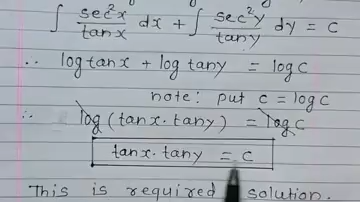 ∫ sec²x/tanx dx + ∫ sec²y/tany dy = c
∴ log tanx + log tany = log c
note: put c = log c
∴ log (tanx · tany) = log c
tanx · tany = c
This is required solution.